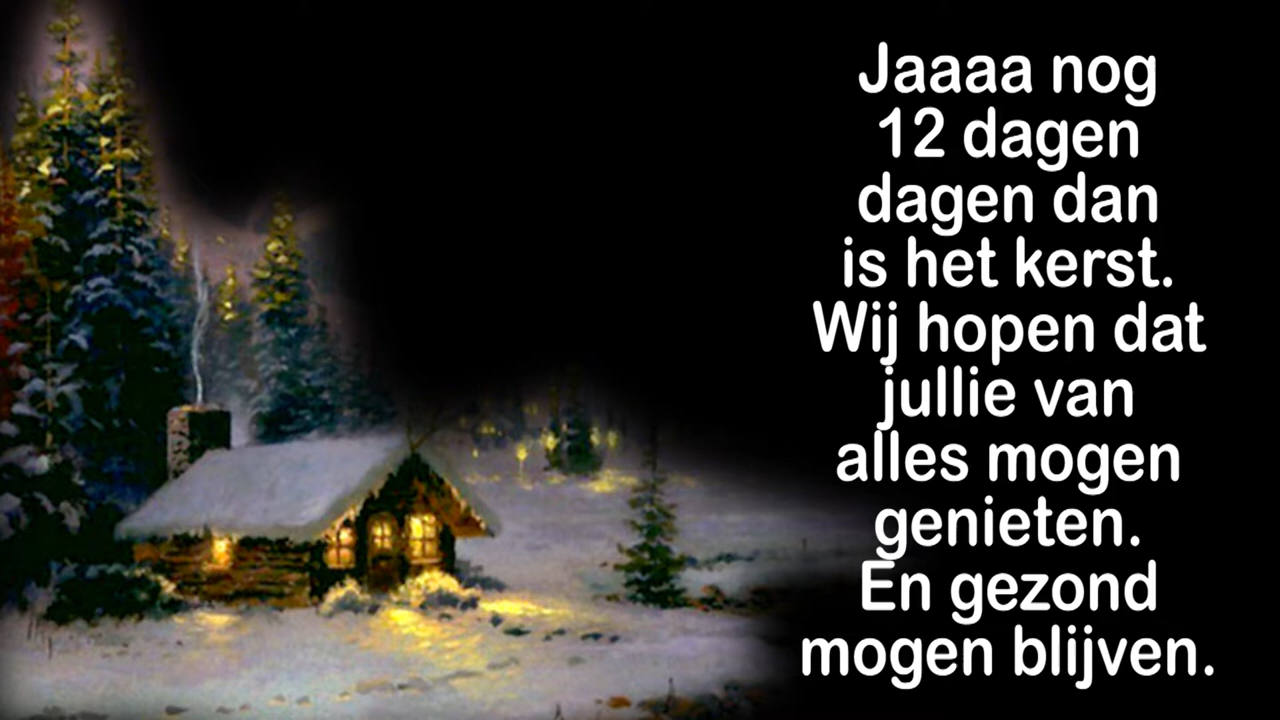 Jaaaa nog
12 dagen
dagen dan
is het kerst.
Wij hopen dat
jullie van
alles mogen
genieten.
En gezond
mogen blijven.